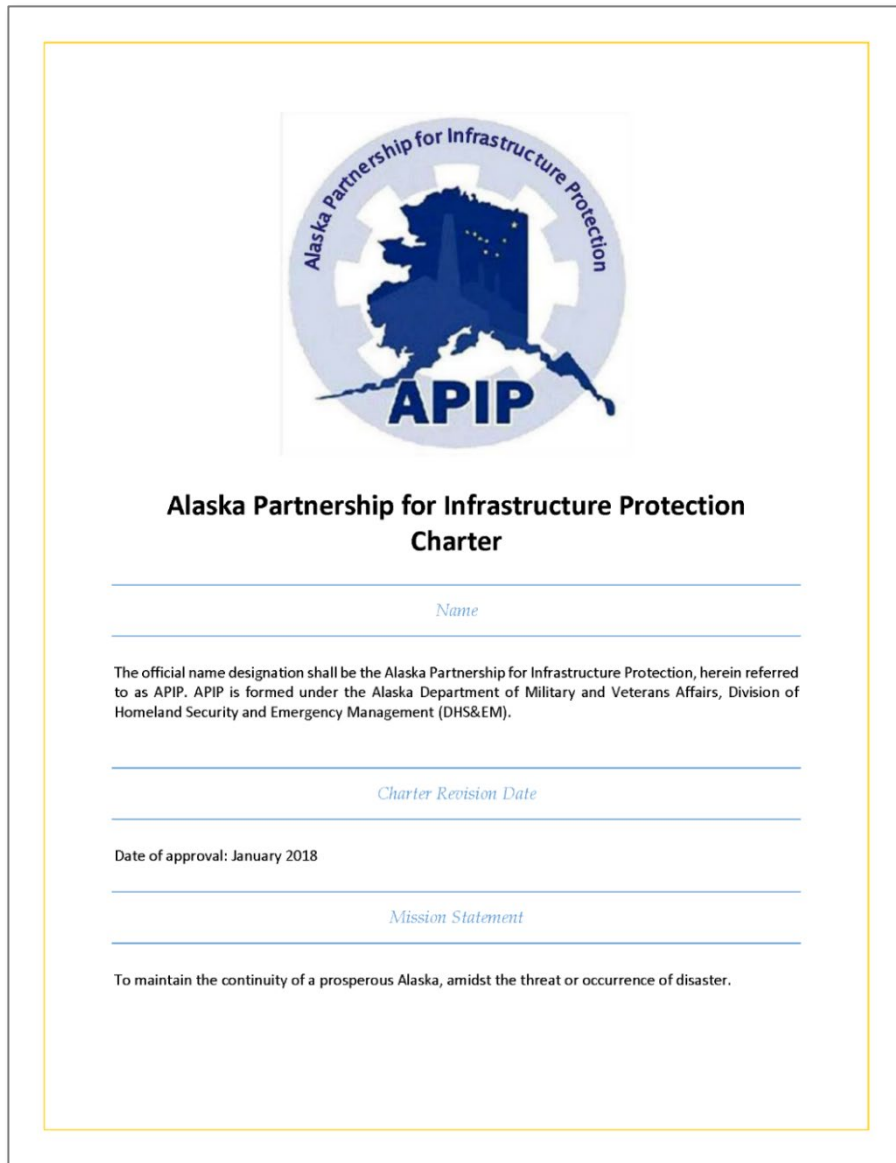 Alaska Partnership for Infrastructure Protection
APIP
Alaska Partnership for Infrastructure Protection
Charter
Name
The official name designation shall be the Alaska Partnership for Infrastructure Protection, herein referred
to as APIP. APIP is formed under the Alaska Department of Military and Veterans Affairs, Division of
Homeland Security and Emergency Management (DHS&EM).
Charter Revision Date
Date of approval: January 2018
Mission Statement
To maintain the continuity of a prosperous Alaska, amidst the threat or occurrence of disaster.